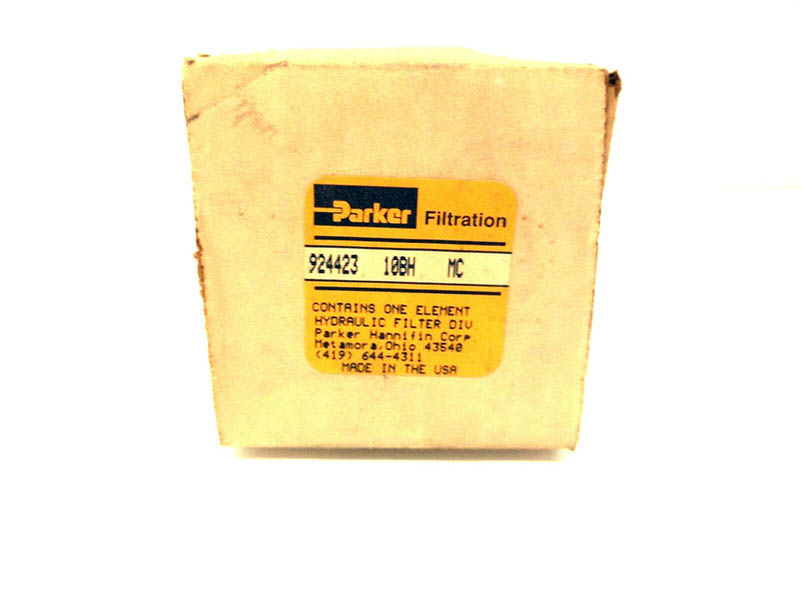 Parker Filtration
924423 10BH MC
CONTAINS ONE ELEMENT
HYDRAULIC FILTER DIV.
Parker Hannifin Corp.
Metamora, Ohio 43540
(419) 644-4311
MADE IN THE USA